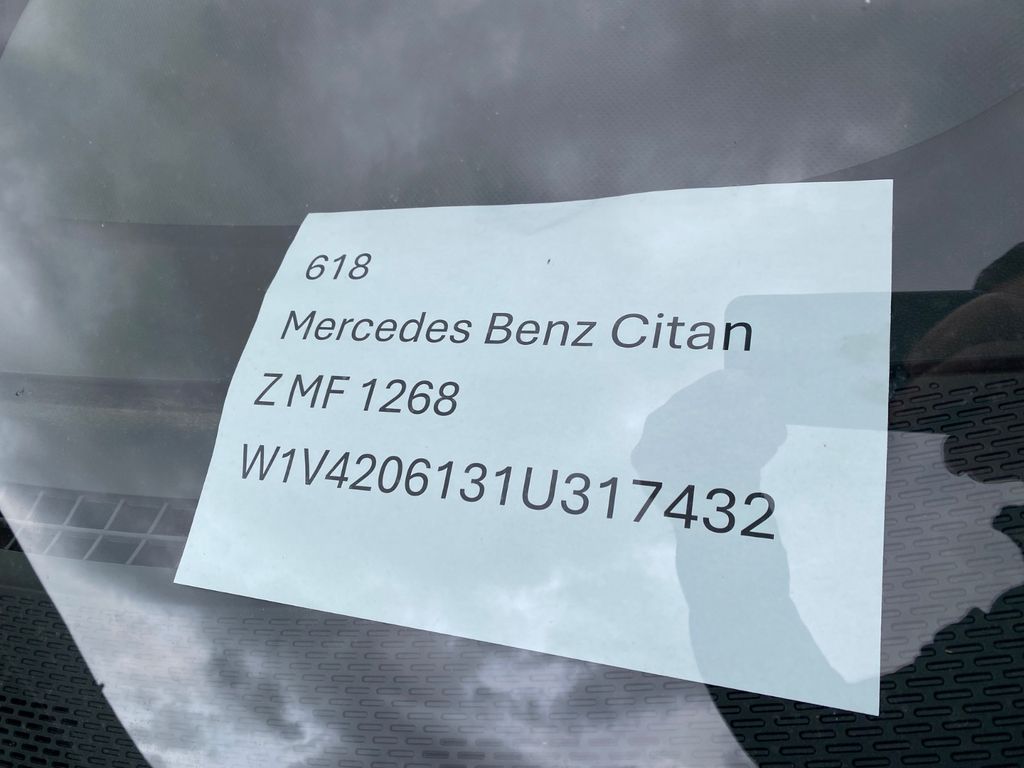 618
Mercedes Benz Citan
Z MF 1268
W1V4206131U317432